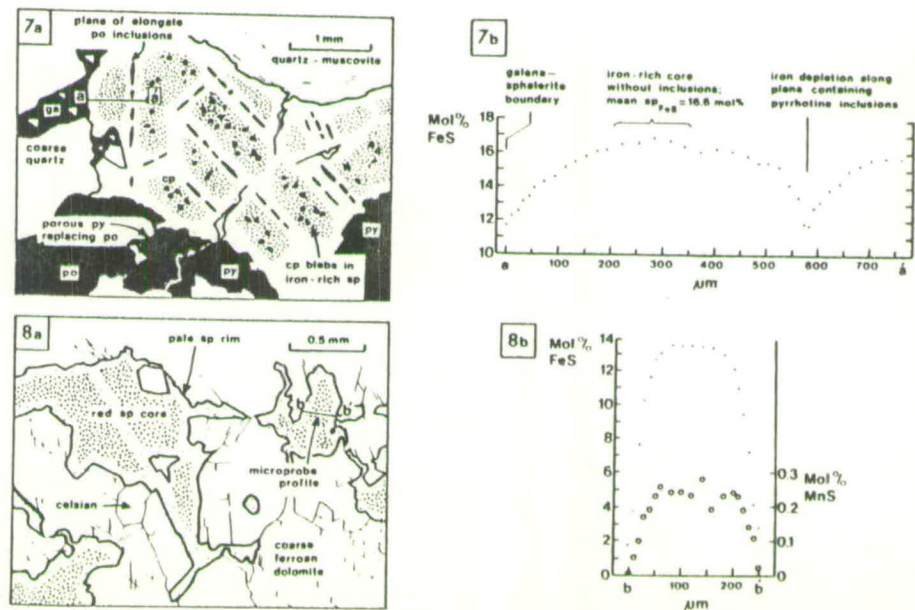 7a
plane of elongate
po inclusions
1mm
quartz - muscovite
ga
a
a
coarse
quartz
cp
porous py
replacing po
po
py
cp blebs in
iron-rich sp
py
7b
galena-
sphalerite
boundary
iron-rich core
without inclusions;
mean sp FeS = 16.6 mol%
iron depletion along
plane containing
pyrrhotine inclusions
Mol%
FeS
18
16
14
12
10
a
100
200
300
400
500
600
700
á
µm
8a
pale sp rim
0.5mm
red sp core
b
b
celsian
microprobe
profile
coarse
ferroan
dolomite
8b
Mol%
FeS
14
12
10
8
6
4
2
0
0.3
0.2
0.1
0
Mol%
MnS
b
100
200
b
µm